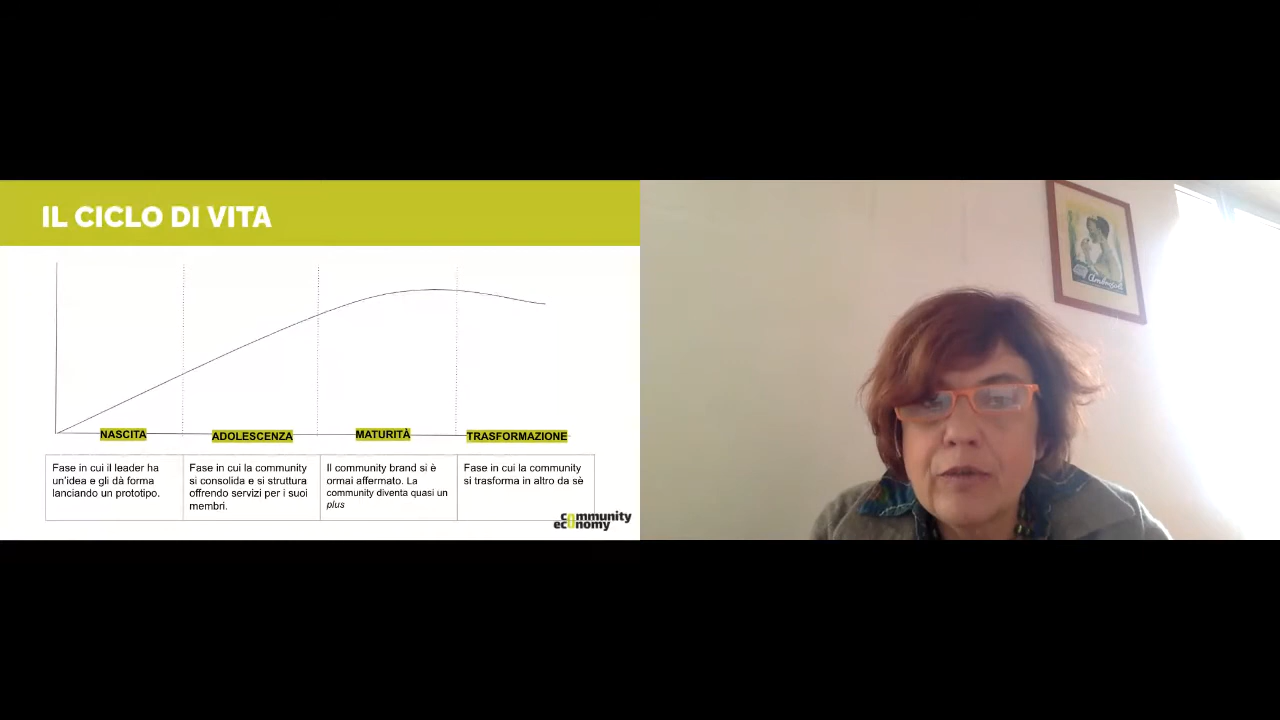 IL CICLO DI VITA
NASCITA
ADOLESCENZA
MATURITÀ
TRASFORMAZIONE
Fase in cui il leader ha
un'idea e gli dà forma
lanciando un prototipo.
Fase in cui la community
si consolida e si struttura
offrendo servizi per i suoi
membri.
Il community brand si è
ormai affermato. La
community diventa quasi un
plus
Fase in cui la community
si trasforma in altro da sè
community
economy